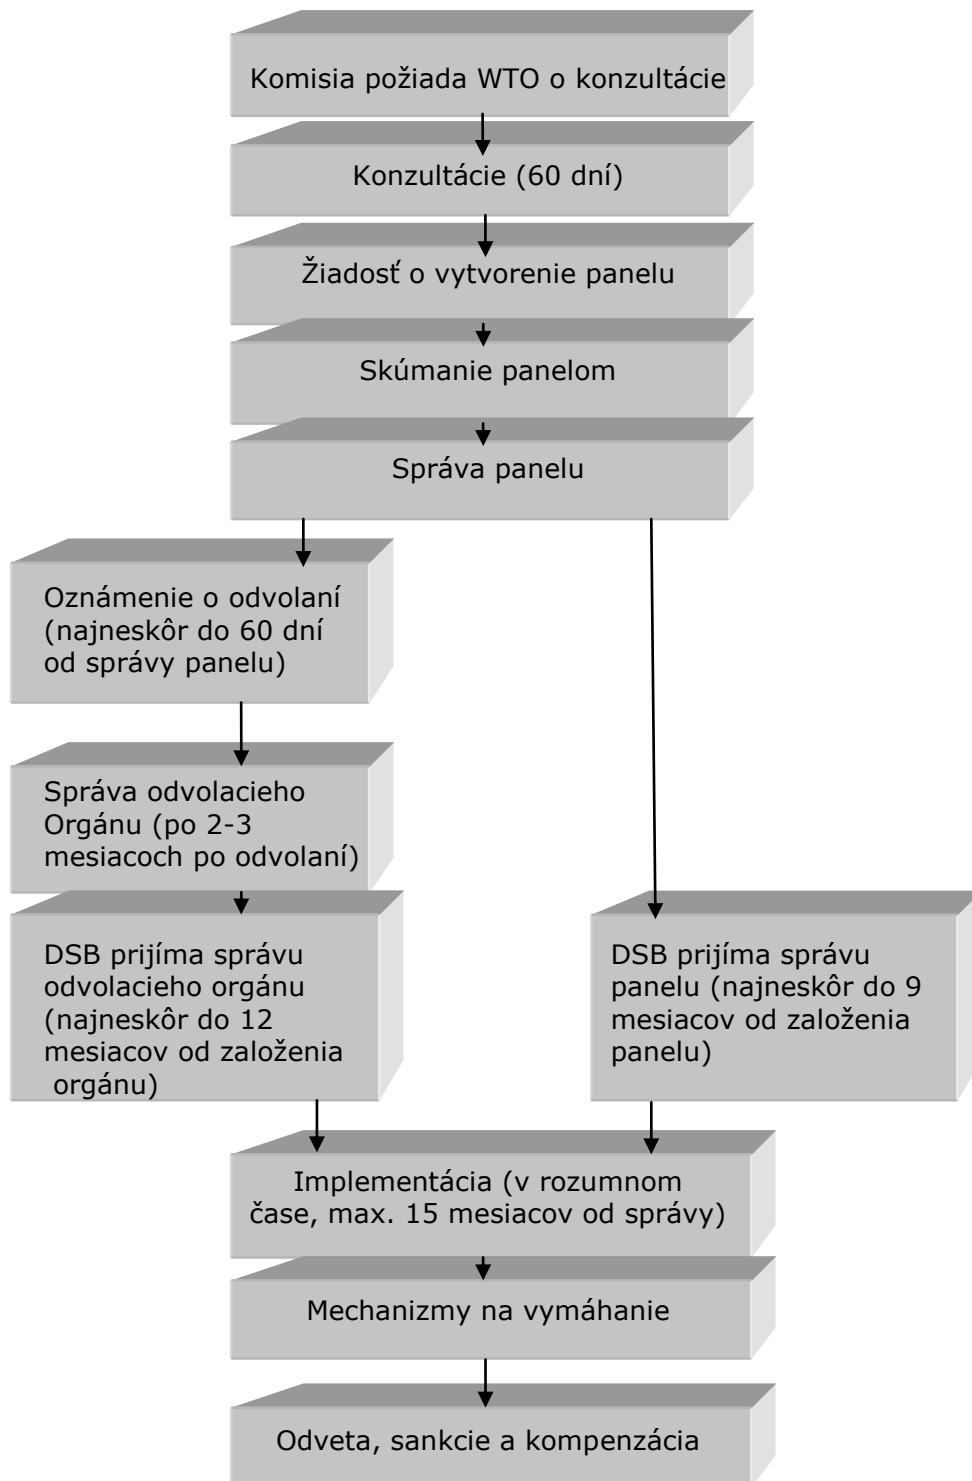 Komisia požiada WTO o konzultácie
Konzultácie (60 dní)
Žiadosť o vytvorenie panelu
Skúmanie panelom
Správa panelu
Oznámenie o odvolaní
(najneskôr do 60 dní
od správy panelu)
Správa odvolacieho
Orgánu (po 2-3
mesiacoch po odvolaní)
DSB prijíma správu
odvolacieho orgánu
(najneskôr do 12
mesiacov od založenia
orgánu)
DSB prijíma správu
panelu (najneskôr do 9
mesiacov od založenia
panelu)
Implementácia (v rozumnom
čase, max. 15 mesiacov od správy)
Mechanizmy na vymáhanie
Odveta, sankcie a kompenzácia